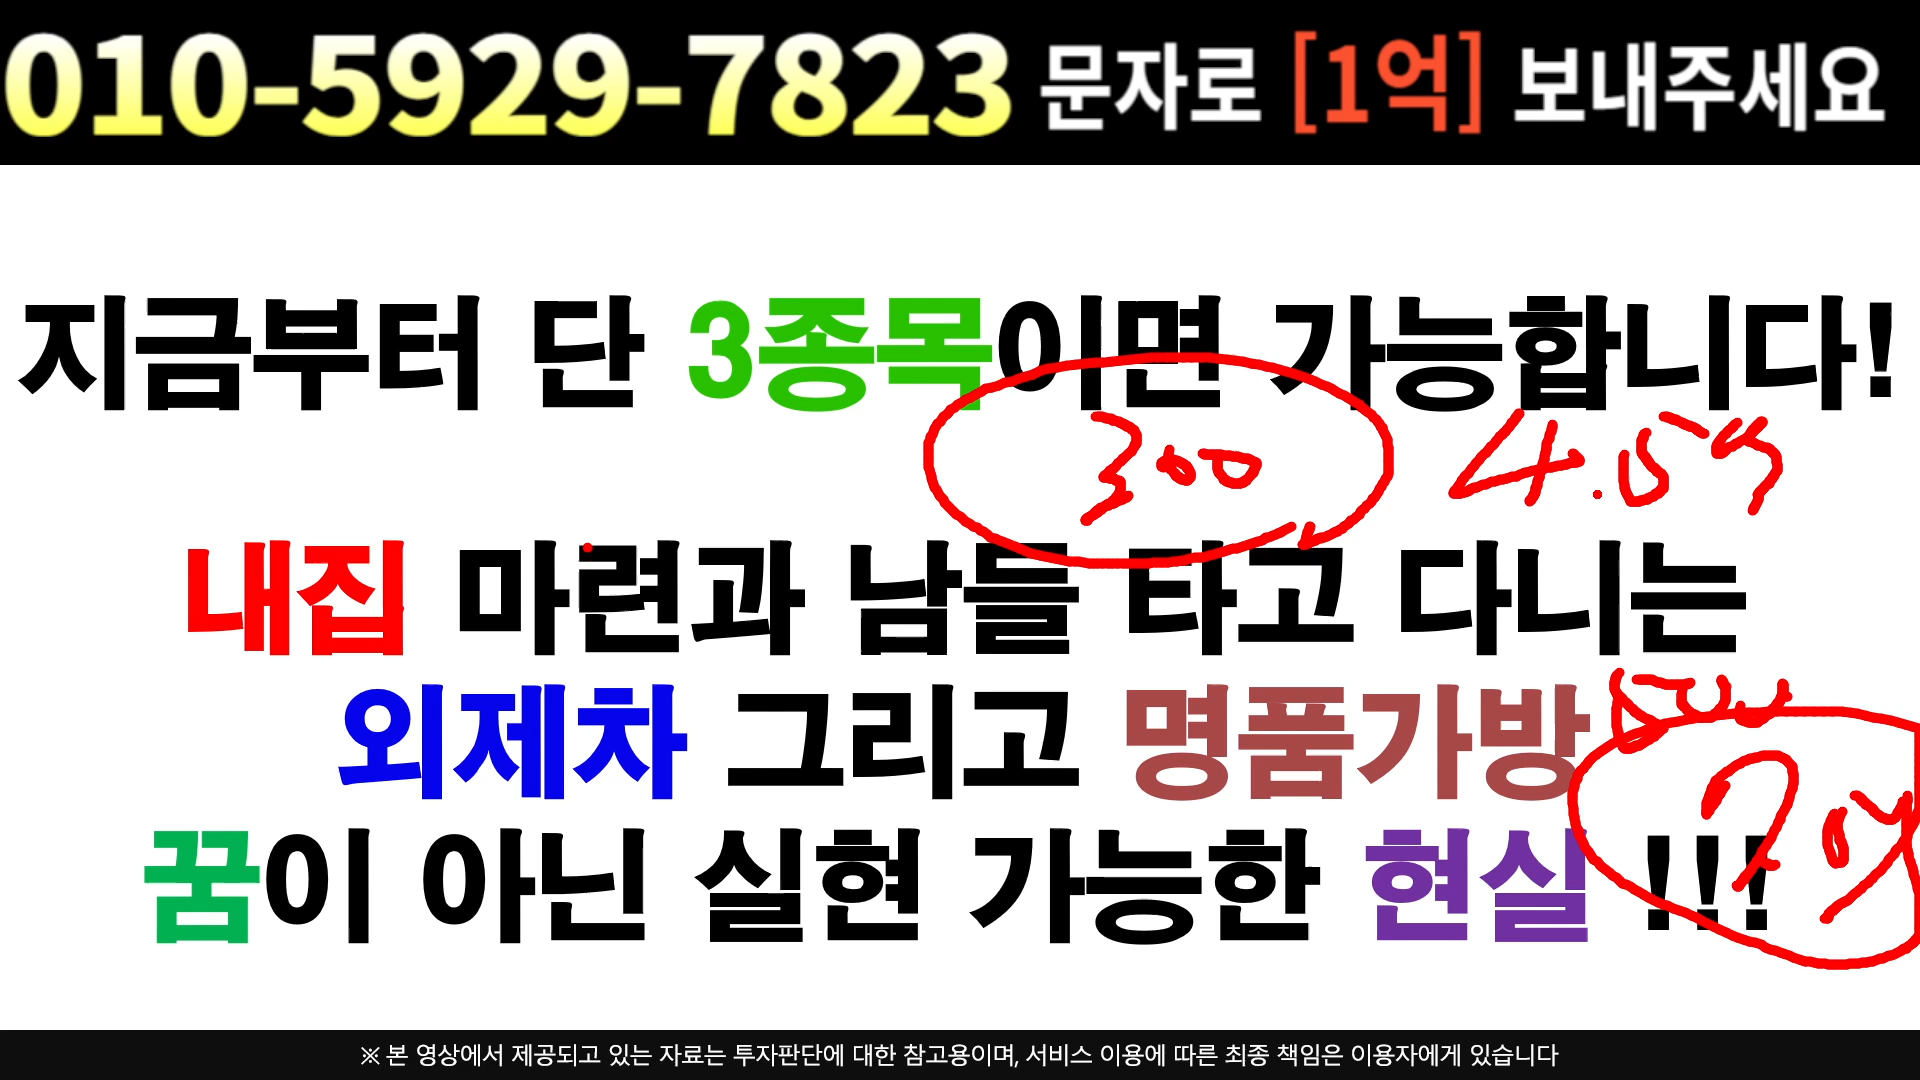 010-5929-7823 문자로 [1억] 보내주세요
지금부터 단 3종목이면 가능합니다!
300
내집 마련과 남들 타고 다니는
외제차 그리고 명품가방
꿈이 아닌 실현 가능한 현실 !!!
※ 본 영상에서 제공되고 있는 자료는 투자판단에 대한 참고용이며, 서비스 이용에 따른 최종 책임은 이용자에게 있습니다